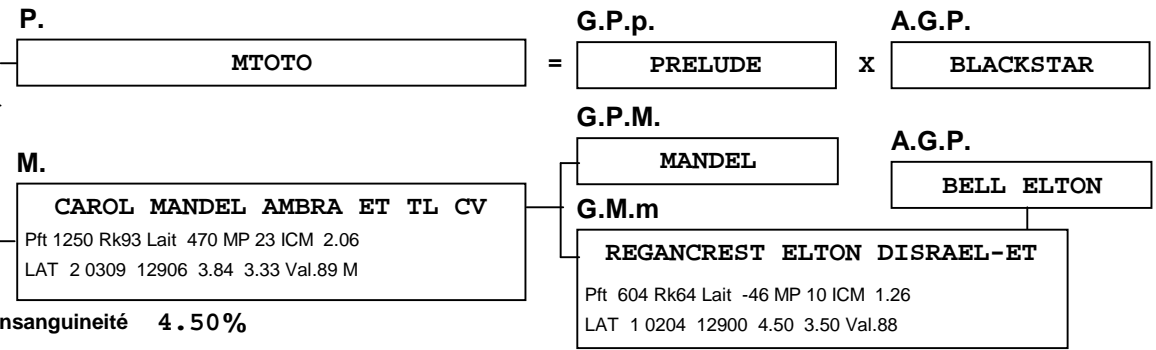 P.
G.P.p.
A.G.P.
MTOTO
=
PRELUDE
X
BLACKSTAR
G.P.M.
MANDEL
A.G.P.
BELL ELTON
M.
CAROL MANDEL AMBRA ET TL CV
Pft 1250 Rk93 Lait 470 MP 23 ICM 2.06
LAT 2 0309 12906 3.84 3.33 Val.89 M
G.M.m
REGANCREST ELTON DISRAEL-ET
Pft 604 Rk64 Lait -46 MP 10 ICM 1.26
LAT 1 0204 12900 4.50 3.50 Val.88
nsanguineité 4.50%